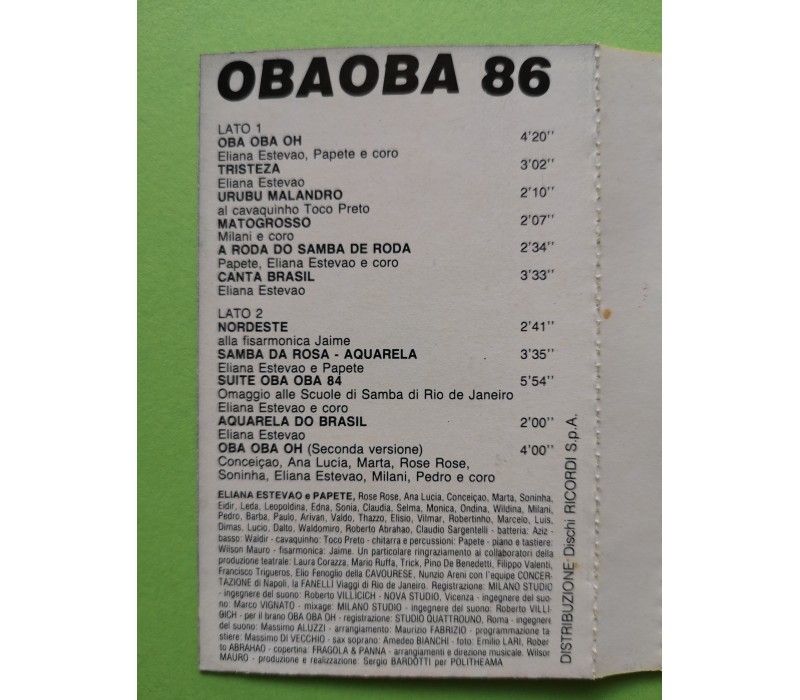 OBAOBA 86
LATO 1
OBA OBA OH 4'20''
Eliana Estevao, Papete e coro
TRISTEZA 3'02''
Eliana Estevao
URUBU MALANDRO 2'10''
al cavaquinho Toco Preto
MATOGROSSO 2'07''
Milani e coro
A RODA DO SAMBA DE RODA 2'34''
Papete, Eliana Estevao e coro
CANTA BRASIL 3'33''
Eliana Estevao
LATO 2
NORDESTE 2'41''
alla fisarmonica Jaime
SAMBA DA ROSA - AQUARELA 3'35''
Eliana Estevao e Papete
SUITE OBA OBA 84 5'54''
Omaggio alle Scuole di Samba di Rio de Janeiro
Eliana Estevao e coro
AQUARELA DO BRASIL 2'00''
Eliana Estevao
OBA OBA OH (Seconda versione) 4'00''
Conceiçao, Ana Lucia, Marta, Rose Rose,
Soninha, Eliana Estevao, Milani, Pedro e coro
ELIANA ESTEVAO e PAPETE, Rose Rose, Ana Lucia, Conceiçao, Marta, Soninha,
Eidir, Leda, Leopoldina, Edna, Sonia, Claudia, Selma, Monica, Ondina, Wildina, Milani,
Pedro, Barba, Paulo, Arivan, Valdo, Thazzo, Elisio, Vilmar, Robertinho, Marcelo, Luis,
Dimas, Lucio, Dalto, Waldomiro, Roberto Abrahao, Claudio Sargentelli - batteria: Aziz -
basso: Waldir - cavaquinho: Toco Preto - chitarra e percussioni: Papete - piano e tastiere:
Wilson Mauro - fisarmonica: Jaime. Un particolare ringraziamento ai collaboratori della
produzione teatrale: Laura Corazza, Mario Ruffa, Trick, Pino De Benedetti, Filippo Valenti,
Francisco Trigueros, Elio Fenoglio della CAVOURESE, Nunzio Areni con l'equipe CONCER-
TAZIONE di Napoli, la FANELLI Viaggi di Rio de Janeiro. Registrazione: MILANO STUDIO
- ingegnere del suono: Roberto VILLICICH - NOVA STUDIO, Vicenza - ingegnere del suo-
no: Marco VIGNATO - mixage: MILANO STUDIO - ingegnere del suono: Roberto VILLI-
GICH - per il brano OBA OBA OH - registrazione: STUDIO QUATTROUNO, Roma - ingegnere
del suono: Massimo ALUZZI - arrangiamento: Maurizio FABRIZIO - programmazione ta
stiere: Massimo DI VECCHIO - sax soprano: Amedeo BIANCHI - foto: Emilio LARI, Rober
to ABRAHAO - copertina: FRAGOLA & PANNA - arrangiamenti e direzione musicale: Wilson
MAURO - produzione e realizzazione: Sergio BARDOTTI per POLITHEAMA
DISTRIBUZIONE: Dischi RICORDI S.p.A.